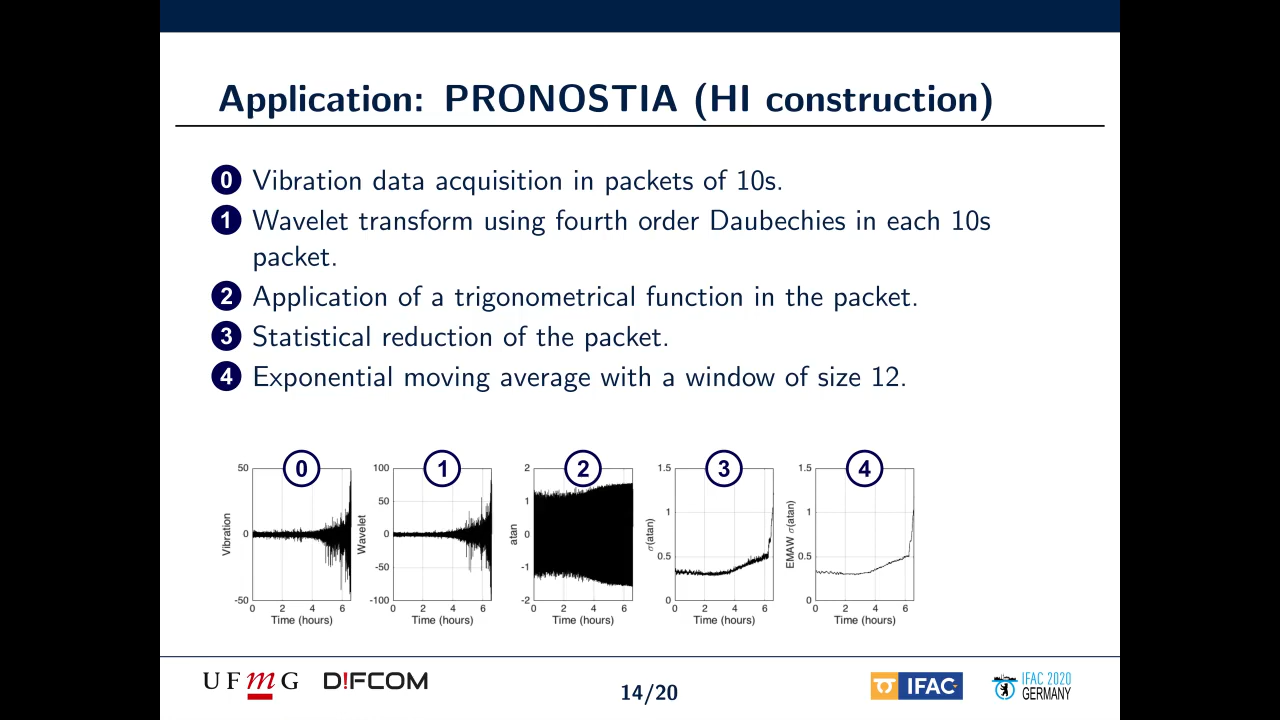 Application: PRONOSTIA (HI construction)
0 Vibration data acquisition in packets of 10s.
1 Wavelet transform using fourth order Daubechies in each 10s
packet.
2 Application of a trigonometrical function in the packet.
3 Statistical reduction of the packet.
4 Exponential moving average with a window of size 12.
0
50
0
-50
Vibration
0 2 4 6
Time (hours)
1
100
50
0
-50
-100
Wavelet
0 2 4 6
Time (hours)
2
2
1
0
-1
-2
atan
0 2 4 6
Time (hours)
3
1.5
1
0.5
0
σ(atan)
0 2 4 6
Time (hours)
4
1.5
1
0.5
0
EMAW σ(atan)
0 2 4 6
Time (hours)
UFmG
D!FCOM
14/20
IFAC
IFAC 2020
GERMANY